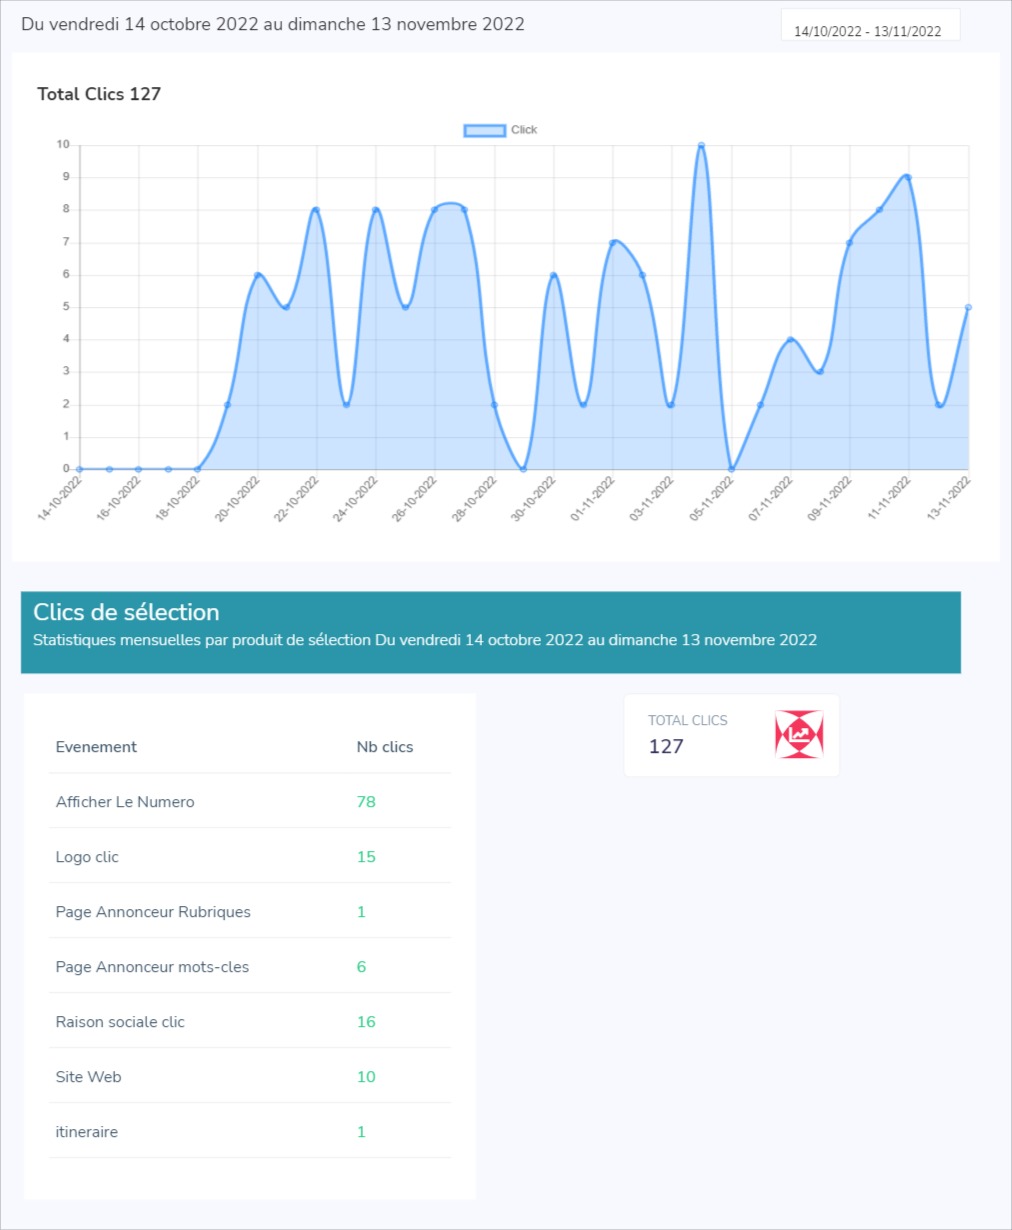 Du vendredi 14 octobre 2022 au dimanche 13 novembre 2022
14/10/2022 - 13/11/2022
Total Clics 127
Click
10
9
8
7
6
5
4
3
2
1
0
14-10-2022
16-10-2022
18-10-2022
20-10-2022
22-10-2022
24-10-2022
26-10-2022
28-10-2022
30-10-2022
01-11-2022
03-11-2022
05-11-2022
07-11-2022
09-11-2022
11-11-2022
13-11-2022
Clics de sélection
Statistiques mensuelles par produit de sélection Du vendredi 14 octobre 2022 au dimanche 13 novembre 2022
Evenement Nb clics
Afficher Le Numero 78
Logo clic 15
Page Annonceur Rubriques 1
Page Annonceur mots-cles 6
Raison sociale clic 16
Site Web 10
itineraire 1
TOTAL CLICS
127